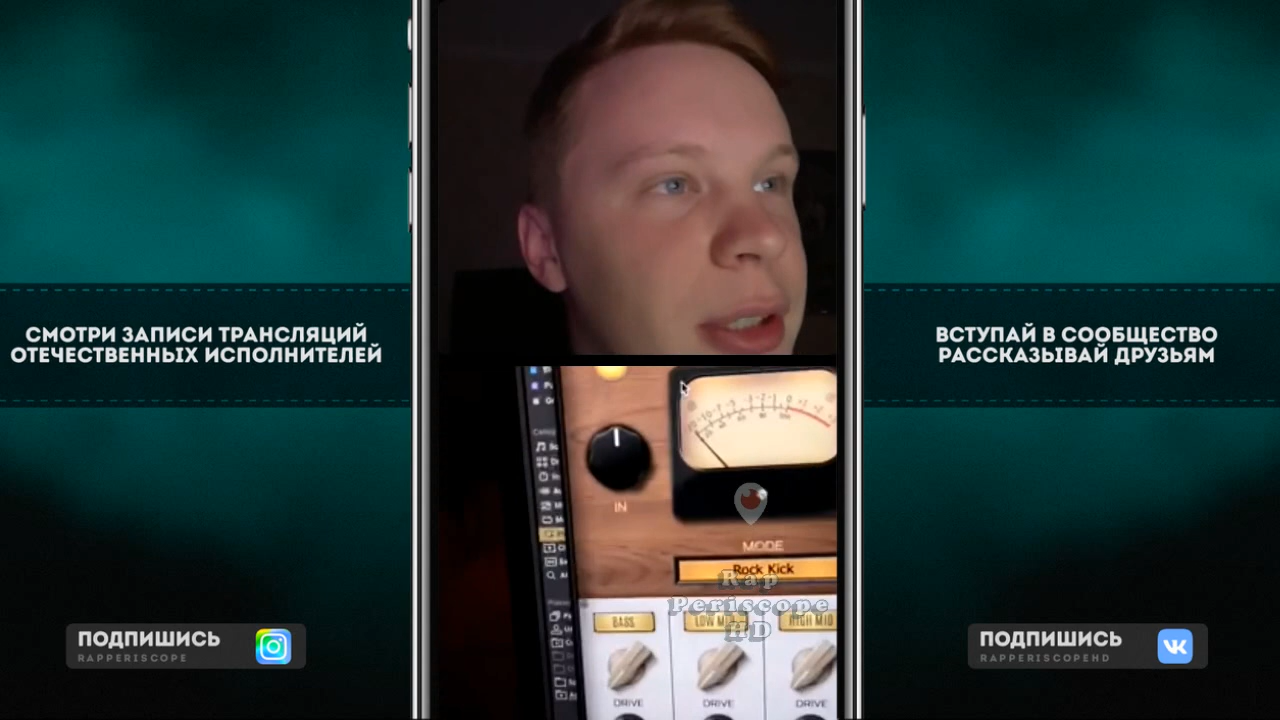 СМОТРИ ЗАПИСИ ТРАНСЛЯЦИЙ
ОТЕЧЕСТВЕННЫХ ИСПОЛНИТЕЛЕЙ
ВСТУПАЙ В СООБЩЕСТВО
РАССКАЗЫВАЙ ДРУЗЬЯМ
IN
MODE
Rock Kick
Rap
Periscope
HD
BASS
LOW MID
HIGH MID
DRIVE
DRIVE
DRIVE
ПОДПИШИСЬ
RAPPERISCOPE
ПОДПИШИСЬ
RAPPERISCOPEHD